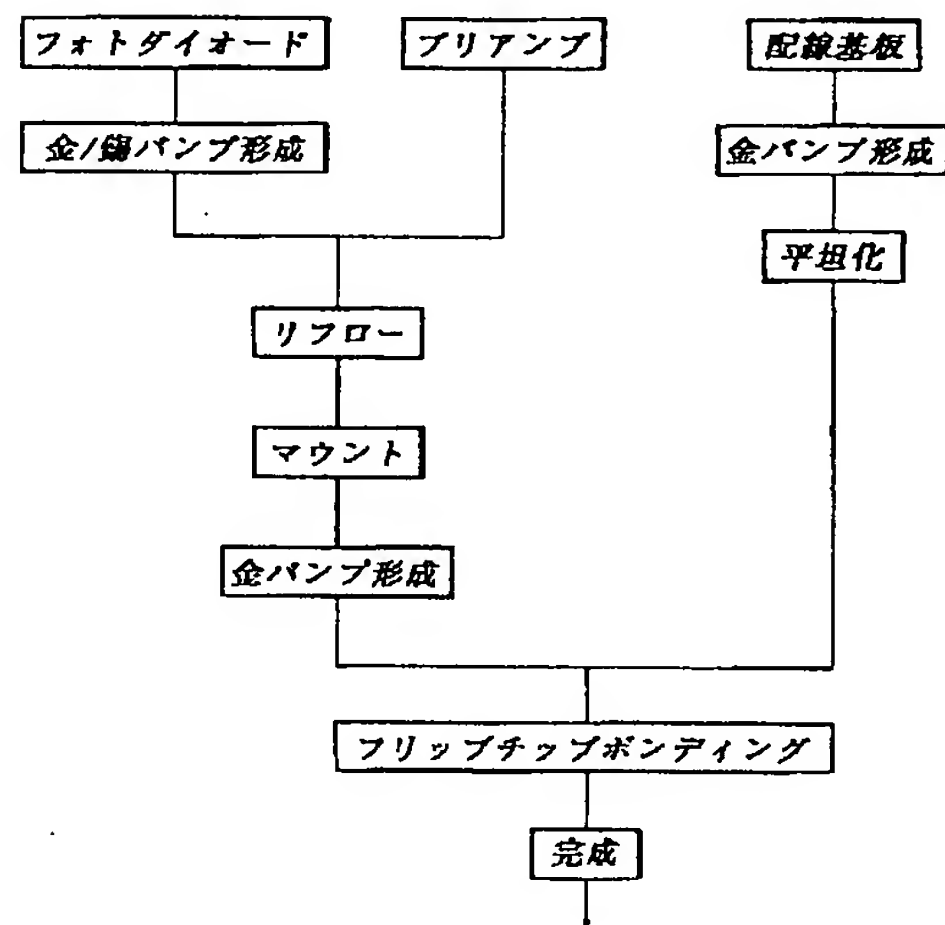 フォトダイオード
プリアンプ
配線基板
金/錫バンプ形成
金バンプ形成
平坦化
リフロー
マウント
金バンプ形成
フリップチップボンディング
完成